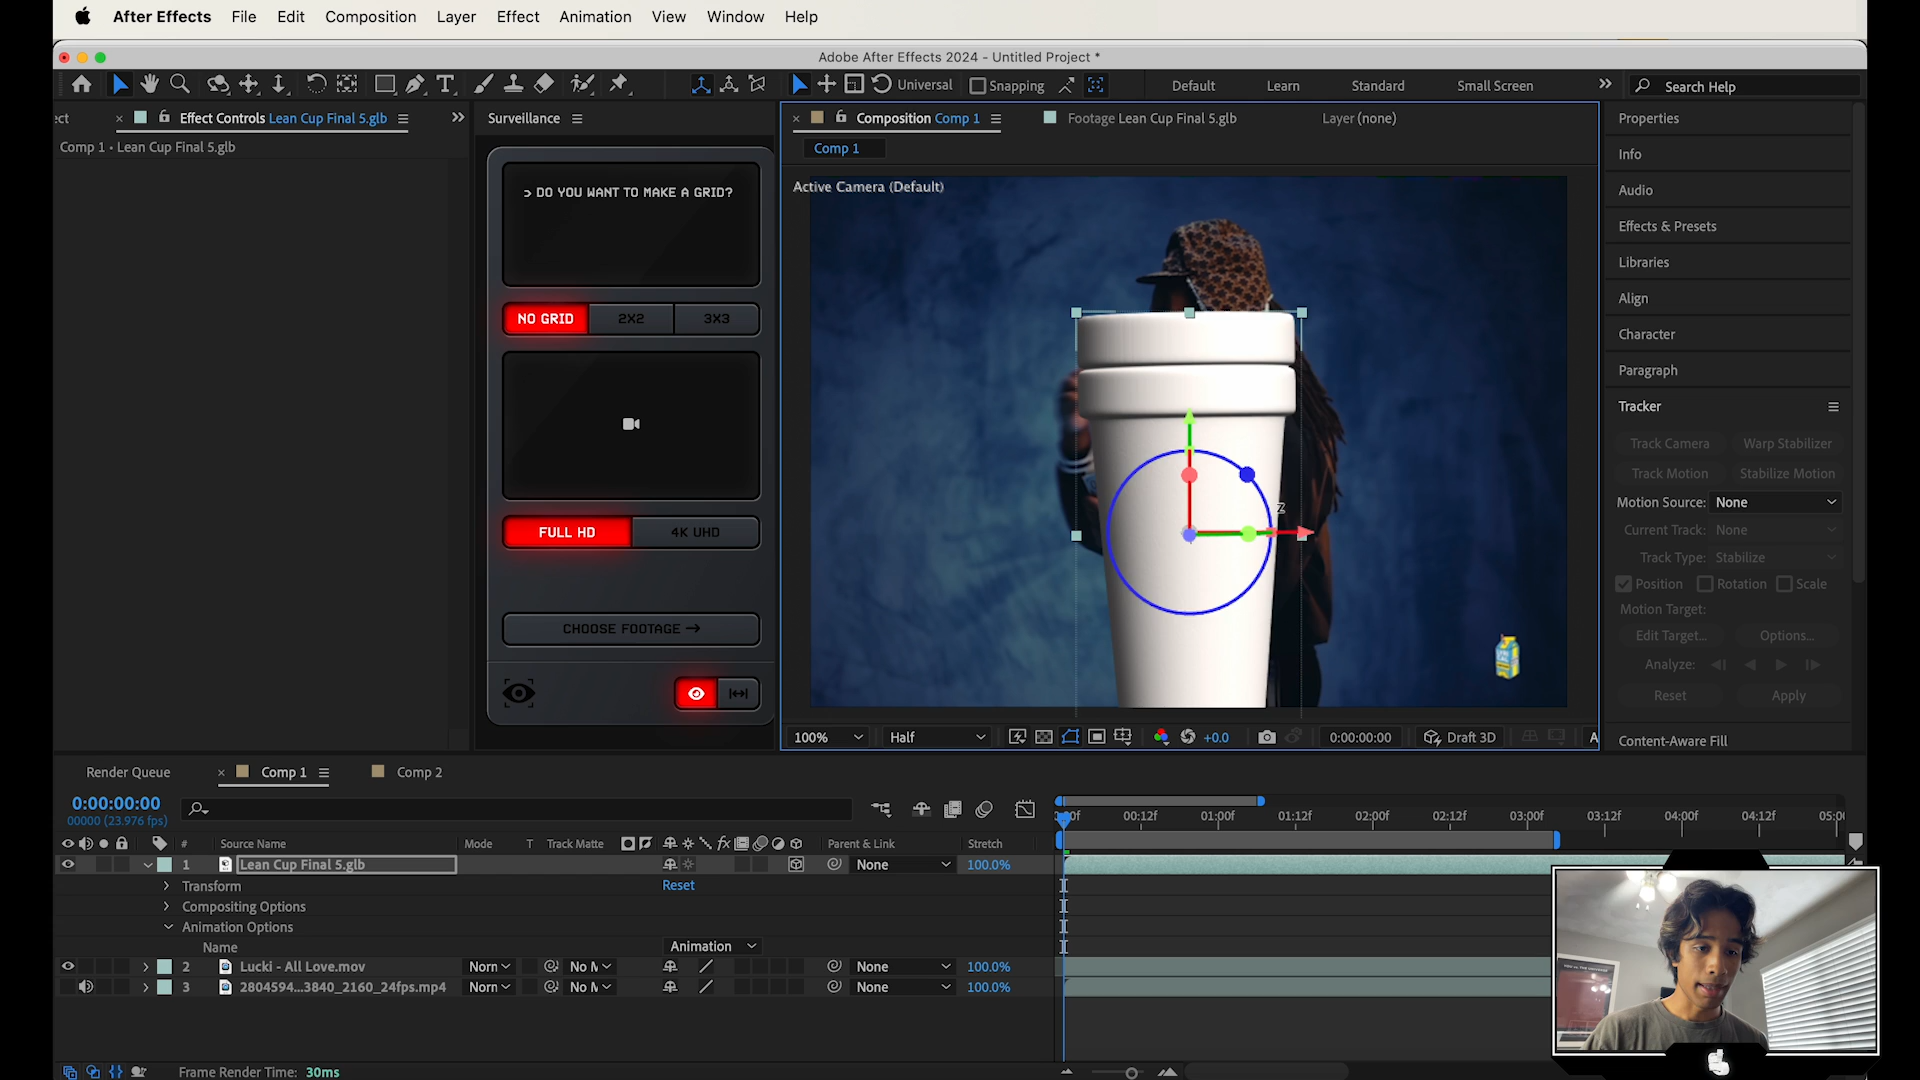 After Effects File Edit Composition Layer Effect Animation View Window Help
Adobe After Effects 2024 - Untitled Project *
Universal Snapping Default Learn Standard Small Screen Search Help
ect Effect Controls Lean Cup Final 5.glb
Comp 1 • Lean Cup Final 5.glb
Surveillance
DO YOU WANT TO MAKE A GRID?
NO GRID 2X2 3X3
FULL HD 4K UHD
CHOOSE FOOTAGE →
Composition Comp 1 Footage Lean Cup Final 5.glb Layer (none)
Comp 1
Active Camera (Default)
Z
100% Half +0.0 0:00:00:00 Draft 3D A
Properties
Info
Audio
Effects & Presets
Libraries
Align
Character
Paragraph
Tracker
Track Camera Warp Stabilizer
Track Motion Stabilize Motion
Motion Source: None
Current Track: None
Track Type: Stabilize
Position Rotation Scale
Motion Target:
Edit Target... Options...
Analyze:
Reset Apply
Content-Aware Fill
Render Queue Comp 1 Comp 2
0:00:00:00
00000 (23.976 fps)
00f 00:12f 01:00f 01:12f 02:00f 02:12f 03:00f 03:12f 04:00f 04:12f 05:0
# Source Name Mode T Track Matte fx Parent & Link Stretch
1 Lean Cup Final 5.glb None 100.0%
Transform Reset
Compositing Options
Animation Options
Name Animation
2 Lucki - All Love.mov Norn No M None 100.0%
3 2804594...3840_2160_24fps.mp4 Norn No M None 100.0%
Frame Render Time: 30ms